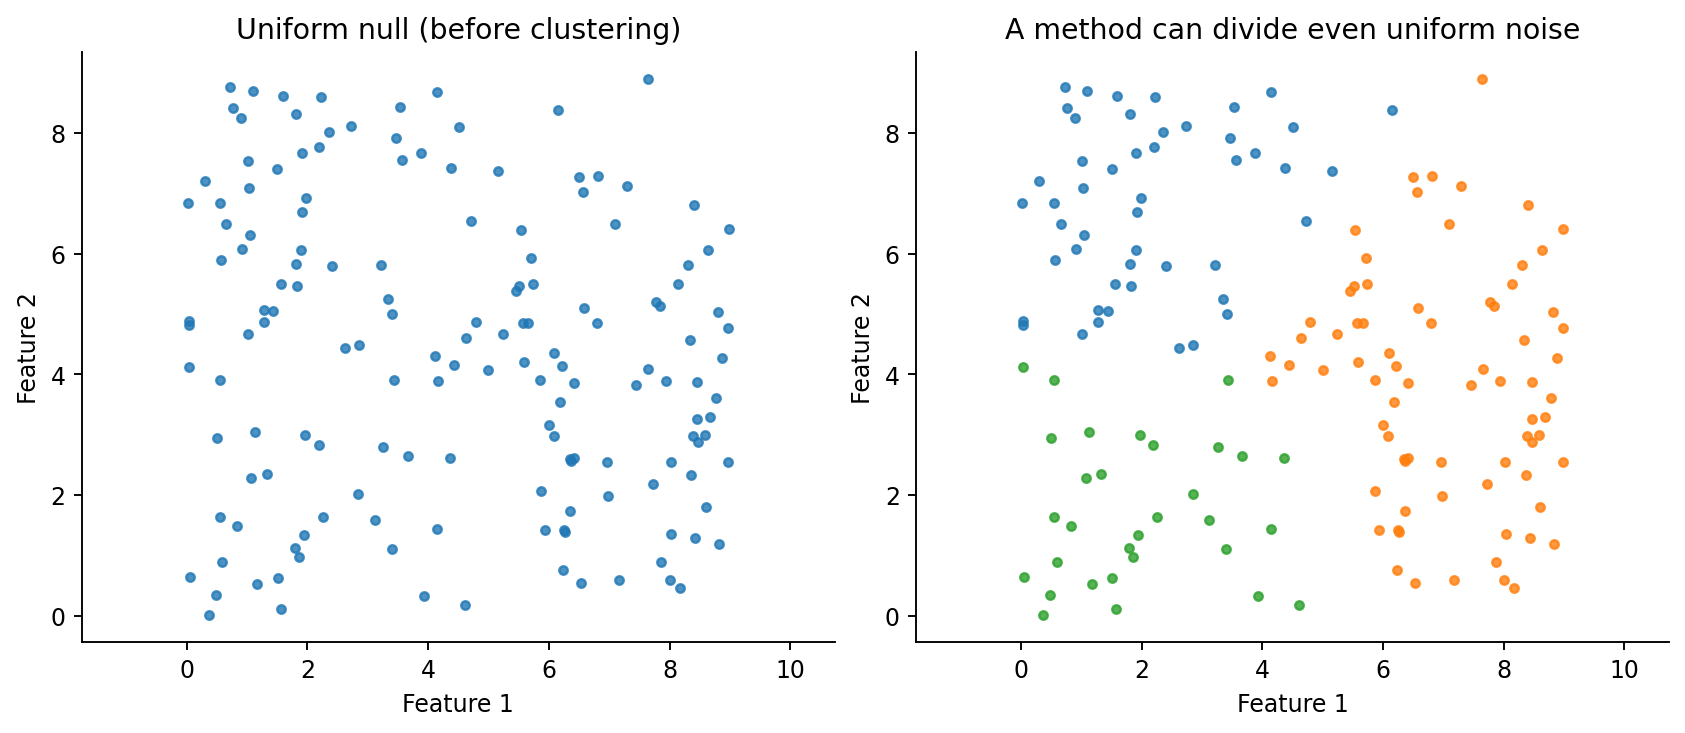 Uniform null (before clustering)
Feature 2
8
6
4
2
0
0 2 4 6 8 10
Feature 1
A method can divide even uniform noise
Feature 2
8
6
4
2
0
0 2 4 6 8 10
Feature 1